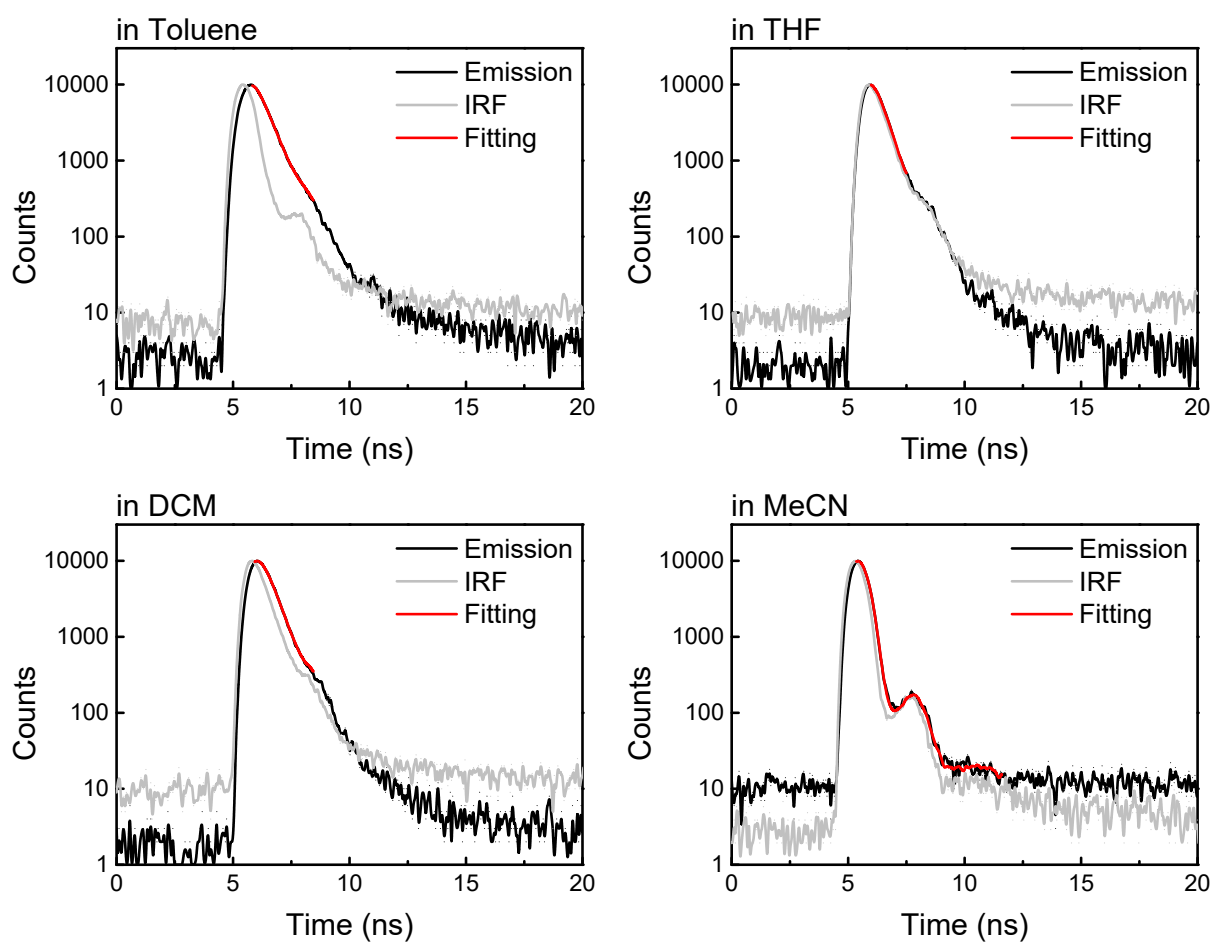 in Toluene
Emission
IRF
Fitting
10000
1000
100
10
1
Counts
0
5
10
15
20
Time (ns)
in THF
Emission
IRF
Fitting
10000
1000
100
10
1
Counts
0
5
10
15
20
Time (ns)
in DCM
Emission
IRF
Fitting
10000
1000
100
10
1
Counts
0
5
10
15
20
Time (ns)
in MeCN
Emission
IRF
Fitting
10000
1000
100
10
1
Counts
0
5
10
15
20
Time (ns)